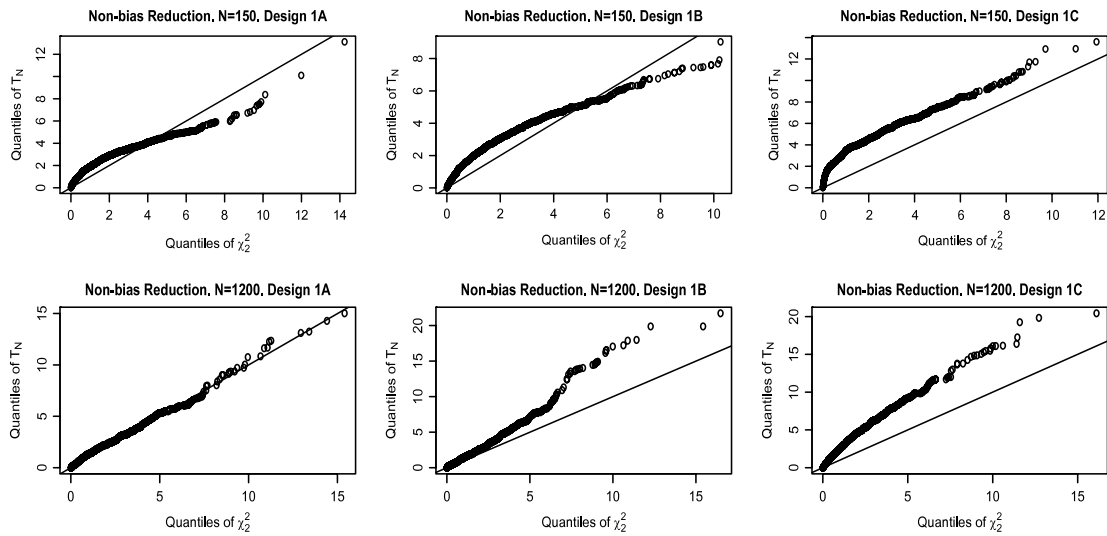 Non-bias Reduction, N=150, Design 1A
Quantiles of T_N
0 2 4 6 8 12
0 2 4 6 8 10 12 14
Quantiles of χ²₂
Non-bias Reduction, N=150, Design 1B
Quantiles of T_N
0 2 4 6 8
0 2 4 6 8 10
Quantiles of χ²₂
Non-bias Reduction, N=150, Design 1C
Quantiles of T_N
0 2 4 6 8 12
0 2 4 6 8 10 12
Quantiles of χ²₂
Non-bias Reduction, N=1200, Design 1A
Quantiles of T_N
0 5 10 15
0 5 10 15
Quantiles of χ²₂
Non-bias Reduction, N=1200, Design 1B
Quantiles of T_N
0 5 10 15 20
0 5 10 15
Quantiles of χ²₂
Non-bias Reduction, N=1200, Design 1C
Quantiles of T_N
0 5 10 15 20
0 5 10 15
Quantiles of χ²₂